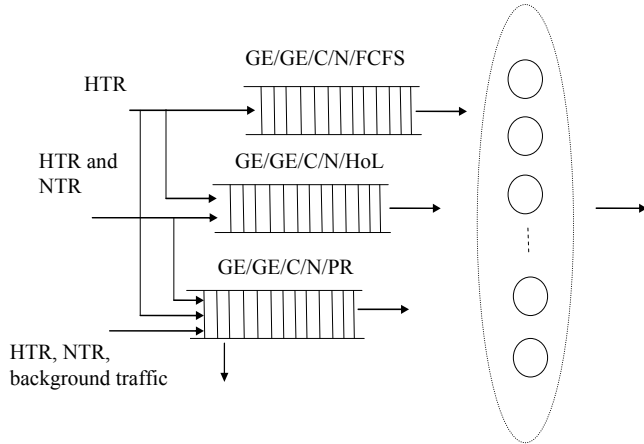 GE/GE/C/N/FCFS
HTR
HTR and
NTR
GE/GE/C/N/HoL
GE/GE/C/N/PR
HTR, NTR,
background traffic